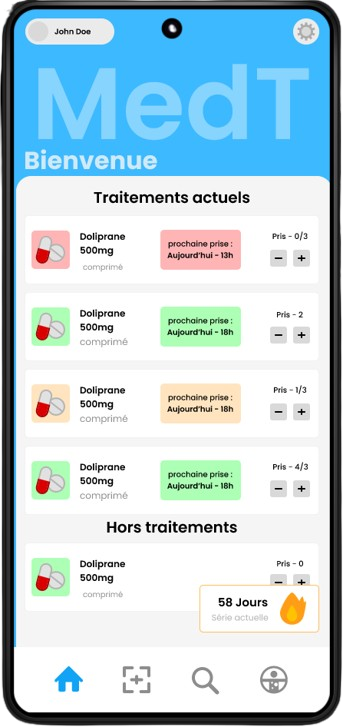 John Doe
MedT
Bienvenue
Traitements actuels
Doliprane
500mg
comprimé
prochaine prise :
Aujourd'hui - 13h
Pris - 0/3
Doliprane
500mg
comprimé
prochaine prise :
Aujourd'hui - 18h
Pris - 2
Doliprane
500mg
comprimé
prochaine prise :
Aujourd'hui - 18h
Pris - 1/3
Doliprane
500mg
comprimé
prochaine prise :
Aujourd'hui - 18h
Pris - 4/3
Hors traitements
Doliprane
500mg
comprimé
Pris - 0
58 Jours
Série actuelle